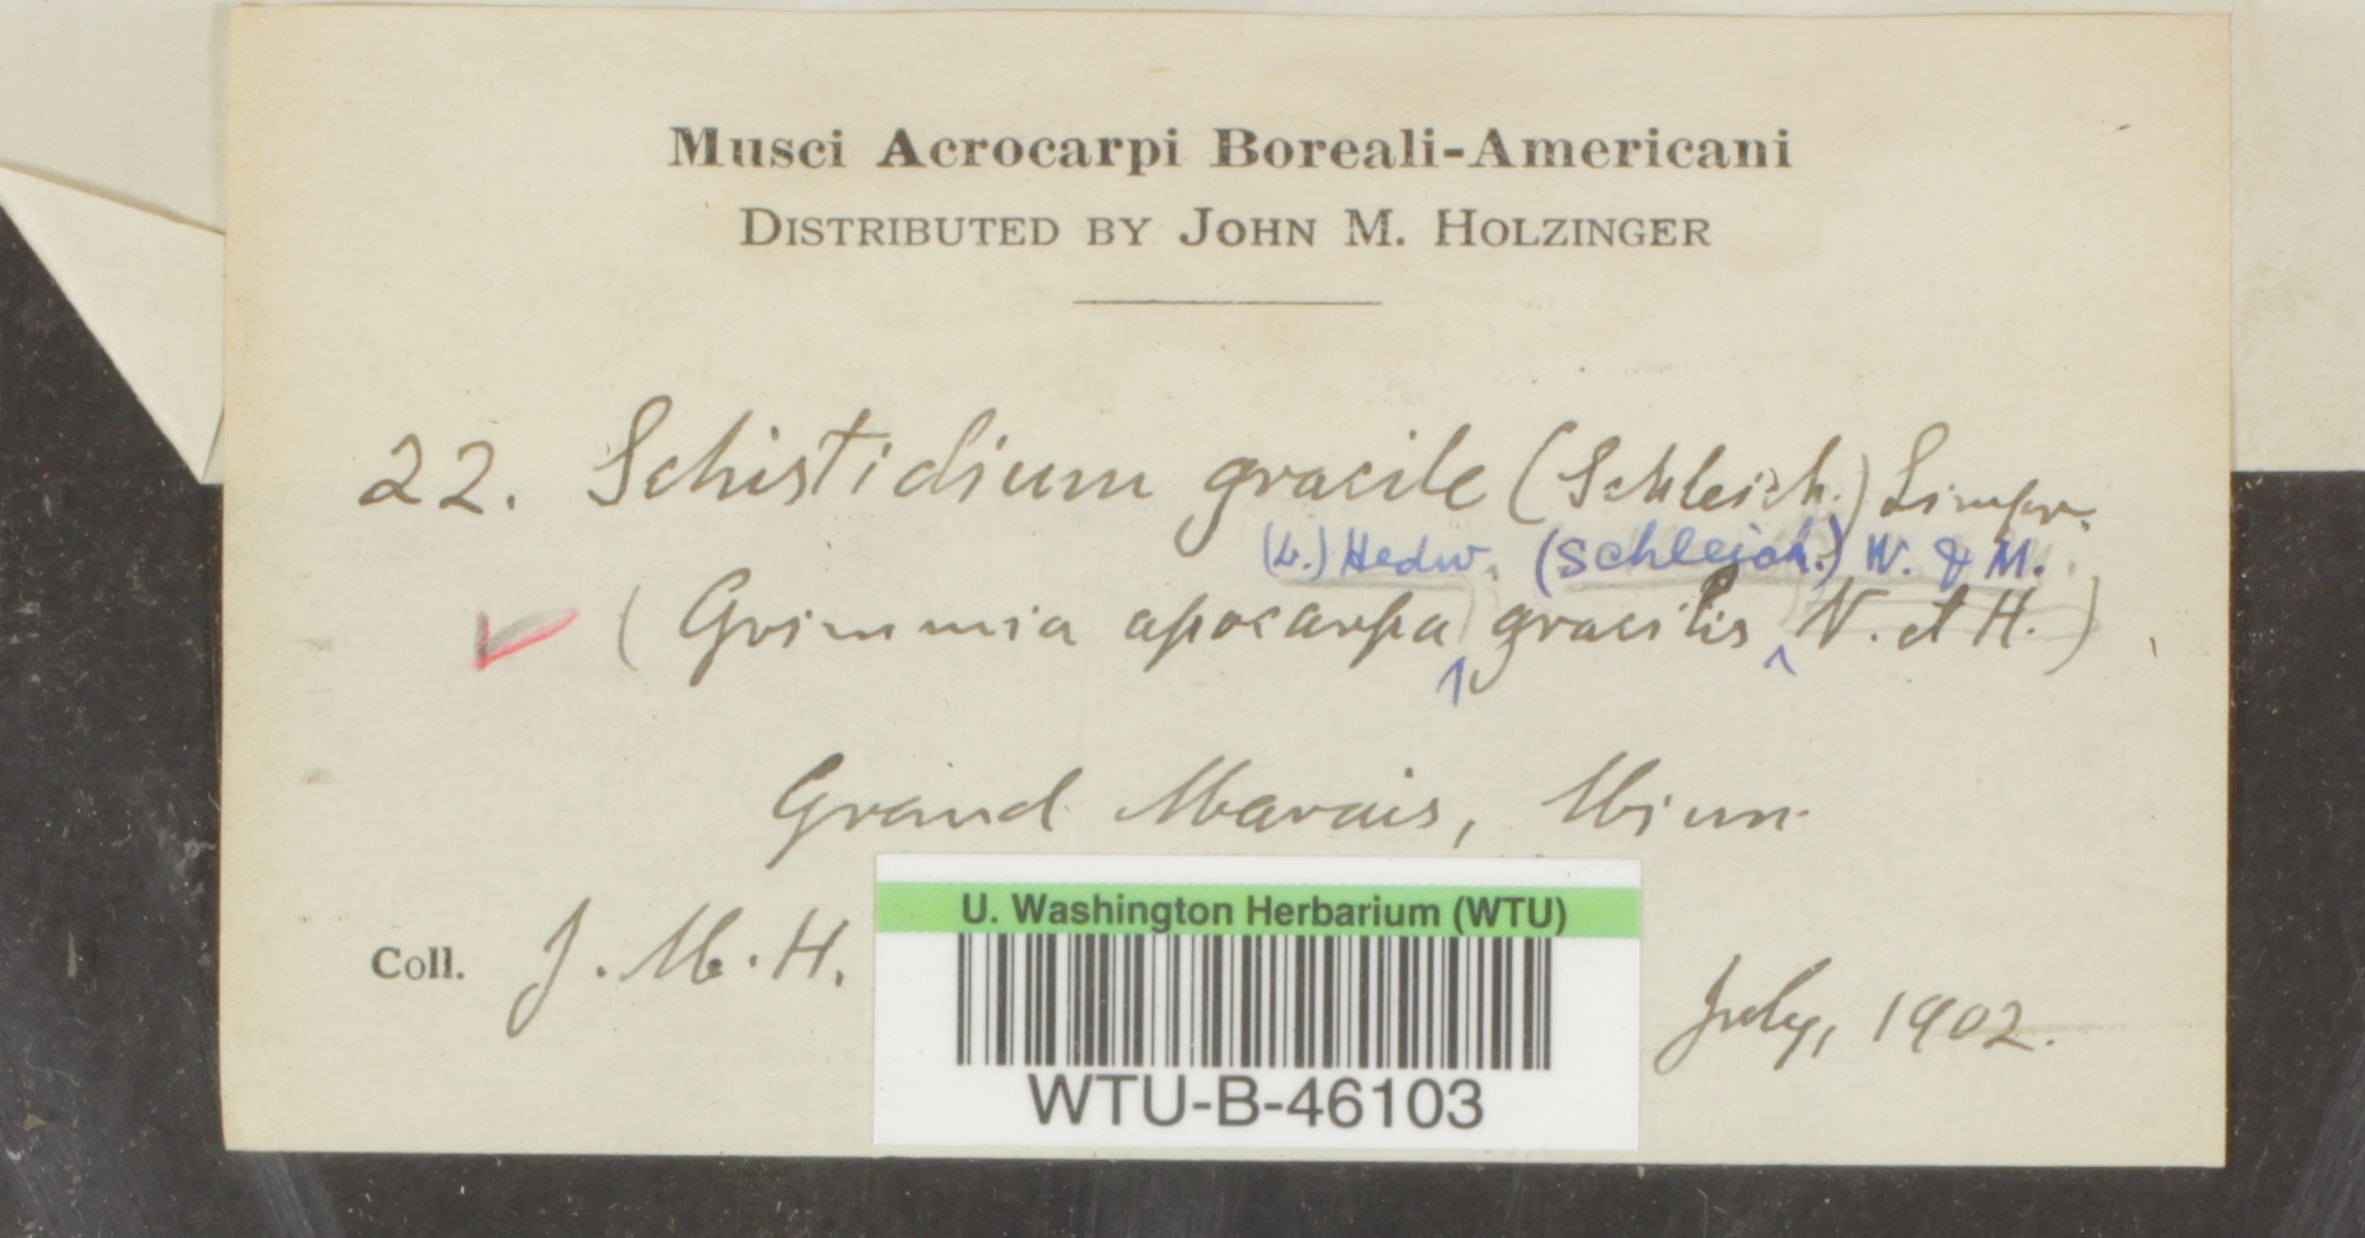 Musci Acrocarpi Boreali-Americani
DISTRIBUTED BY JOHN M. HOLZINGER
22. Schistidium gracile (Schleich.) Limpr.
(L.) Hedw. (Schleich.) W. & M.
(Grimmia apocarpa gracilis N. et H.)
Grand Marais, Minn.
U. Washington Herbarium (WTU)
Coll. J. M. H.
July, 1902.
WTU-B-46103